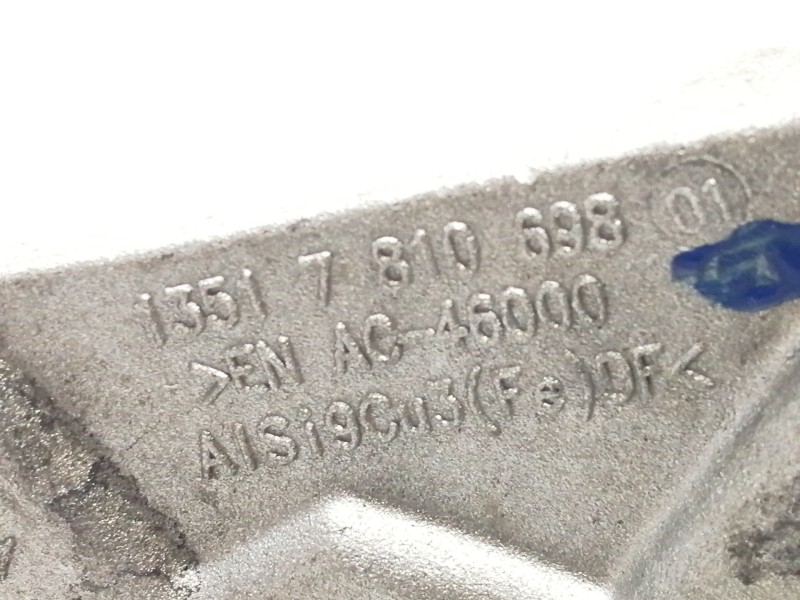 1351 7 810 698 01
>EN AC-46000
AlSi9Cu3(Fe)DF<